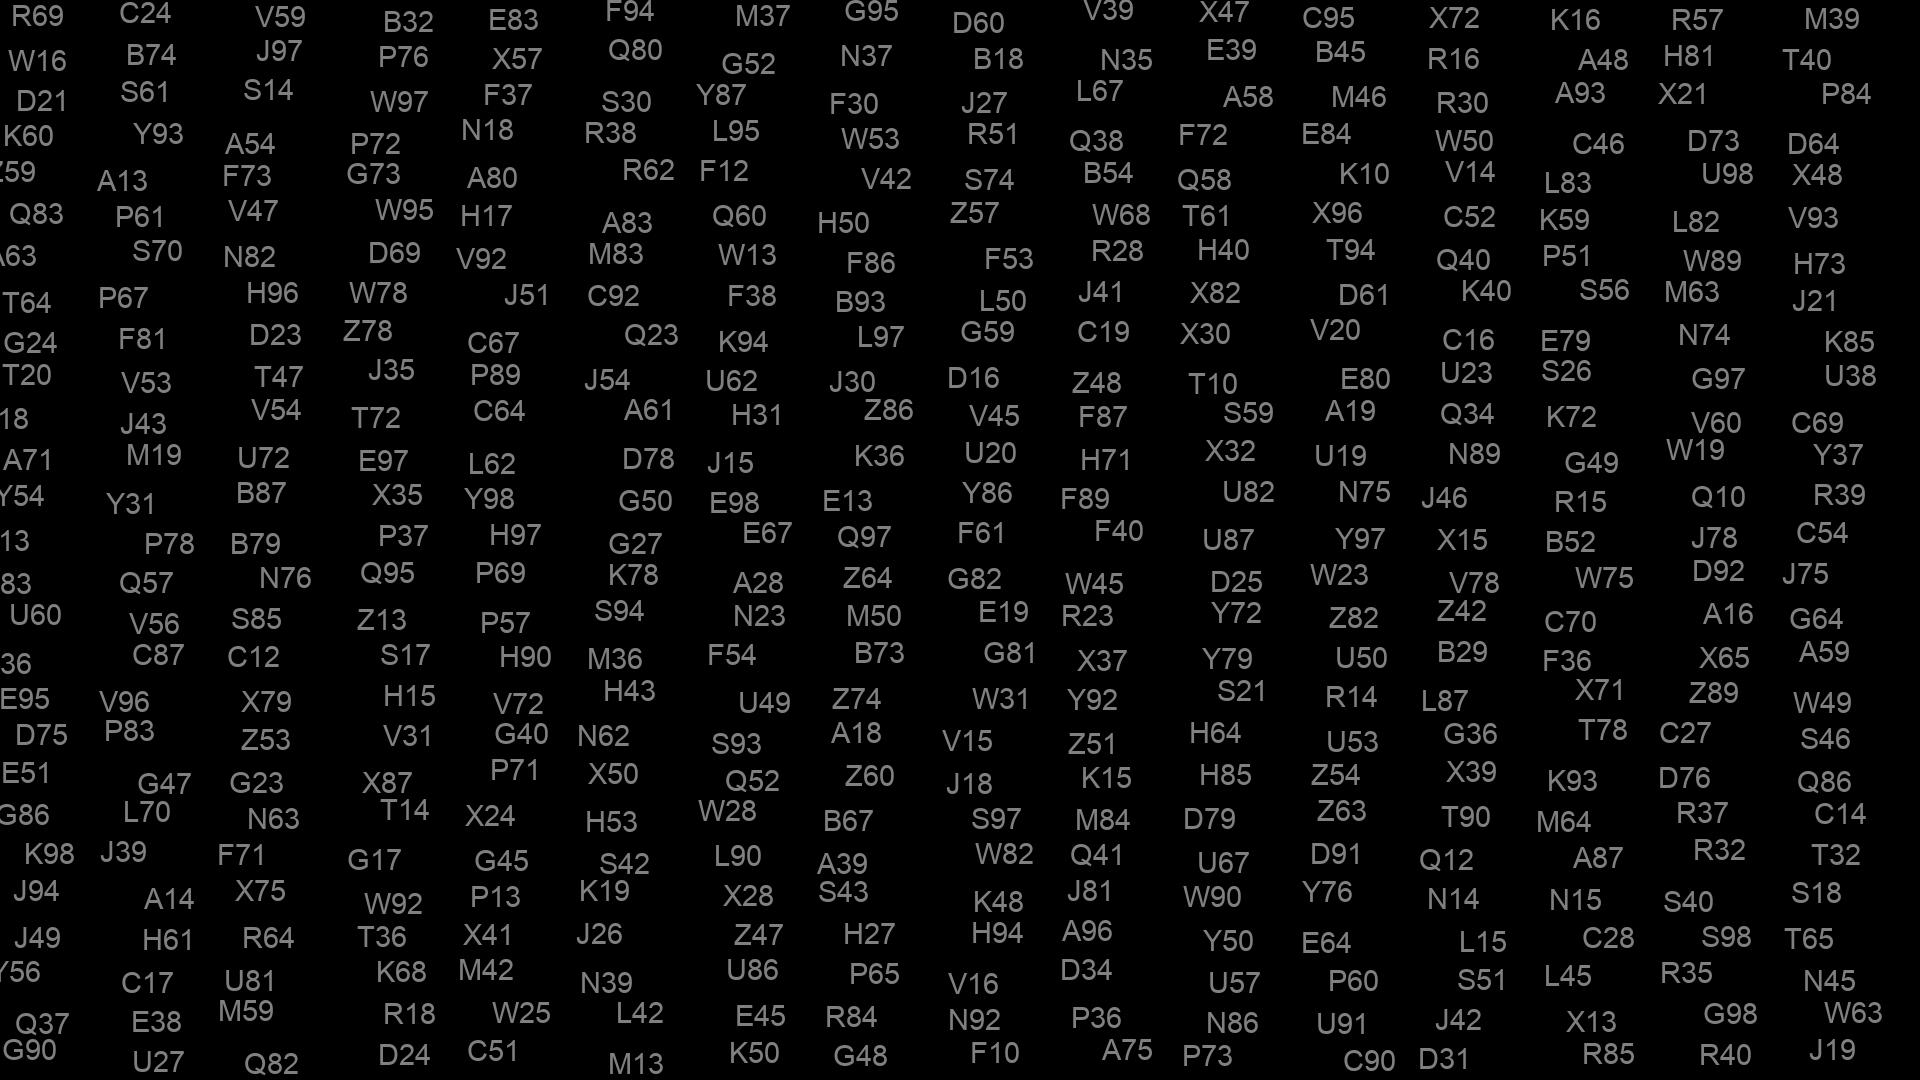 R69 C24 V59 B32 E83 F94 M37 G95 D60 V39 X47 C95 X72 K16 R57 M39
W16 B74 J97 P76 X57 Q80 G52 N37 B18 N35 E39 B45 R16 A48 H81 T40
D21 S61 S14 W97 F37 S30 Y87 F30 J27 L67 A58 M46 R30 A93 X21 P84
K60 Y93 A54 P72 N18 R38 L95 W53 R51 Q38 F72 E84 W50 C46 D73 D64
Z59 A13 F73 G73 A80 R62 F12 V42 S74 B54 Q58 K10 V14 L83 U98 X48
Q83 P61 V47 W95 H17 A83 Q60 H50 Z57 W68 T61 X96 C52 K59 L82 V93
A63 S70 N82 D69 V92 M83 W13 F86 F53 R28 H40 T94 Q40 P51 W89 H73
T64 P67 H96 W78 J51 C92 F38 B93 L50 J41 X82 D61 K40 S56 M63 J21
G24 F81 D23 Z78 C67 Q23 K94 L97 G59 C19 X30 V20 C16 E79 N74 K85
T20 V53 T47 J35 P89 J54 U62 J30 D16 Z48 T10 E80 U23 S26 G97 U38
18 J43 V54 T72 C64 A61 H31 Z86 V45 F87 S59 A19 Q34 K72 V60 C69
A71 M19 U72 E97 L62 D78 J15 K36 U20 H71 X32 U19 N89 G49 W19 Y37
Y54 Y31 B87 X35 Y98 G50 E98 E13 Y86 F89 U82 N75 J46 R15 Q10 R39
13 P78 B79 P37 H97 G27 E67 Q97 F61 F40 U87 Y97 X15 B52 J78 C54
83 Q57 N76 Q95 P69 K78 A28 Z64 G82 W45 D25 W23 V78 W75 D92 J75
U60 V56 S85 Z13 P57 S94 N23 M50 E19 R23 Y72 Z82 Z42 C70 A16 G64
36 C87 C12 S17 H90 M36 F54 B73 G81 X37 Y79 U50 B29 F36 X65 A59
E95 V96 X79 H15 V72 H43 U49 Z74 W31 Y92 S21 R14 L87 X71 Z89 W49
D75 P83 Z53 V31 G40 N62 S93 A18 V15 Z51 H64 U53 G36 T78 C27 S46
E51 G47 G23 X87 P71 X50 Q52 Z60 J18 K15 H85 Z54 X39 K93 D76 Q86
G86 L70 N63 T14 X24 H53 W28 B67 S97 M84 D79 Z63 T90 M64 R37 C14
K98 J39 F71 G17 G45 S42 L90 A39 W82 Q41 U67 D91 Q12 A87 R32 T32
J94 A14 X75 W92 P13 K19 X28 S43 K48 J81 W90 Y76 N14 N15 S40 S18
J49 H61 R64 T36 X41 J26 Z47 H27 H94 A96 Y50 E64 L15 C28 S98 T65
Y56 C17 U81 K68 M42 N39 U86 P65 V16 D34 U57 P60 S51 L45 R35 N45
Q37 E38 M59 R18 W25 L42 E45 R84 N92 P36 N86 U91 J42 X13 G98 W63
G90 U27 Q82 D24 C51 M13 K50 G48 F10 A75 P73 C90 D31 R85 R40 J19